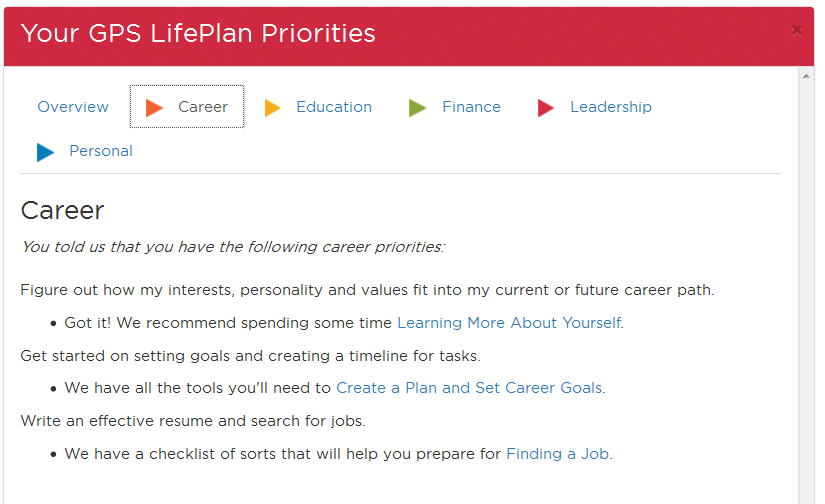 Your GPS LifePlan Priorities
×
Overview Career Education Finance Leadership
Personal
Career
You told us that you have the following career priorities:
Figure out how my interests, personality and values fit into my current or future career path.
• Got it! We recommend spending some time Learning More About Yourself.
Get started on setting goals and creating a timeline for tasks.
• We have all the tools you'll need to Create a Plan and Set Career Goals.
Write an effective resume and search for jobs.
• We have a checklist of sorts that will help you prepare for Finding a Job.